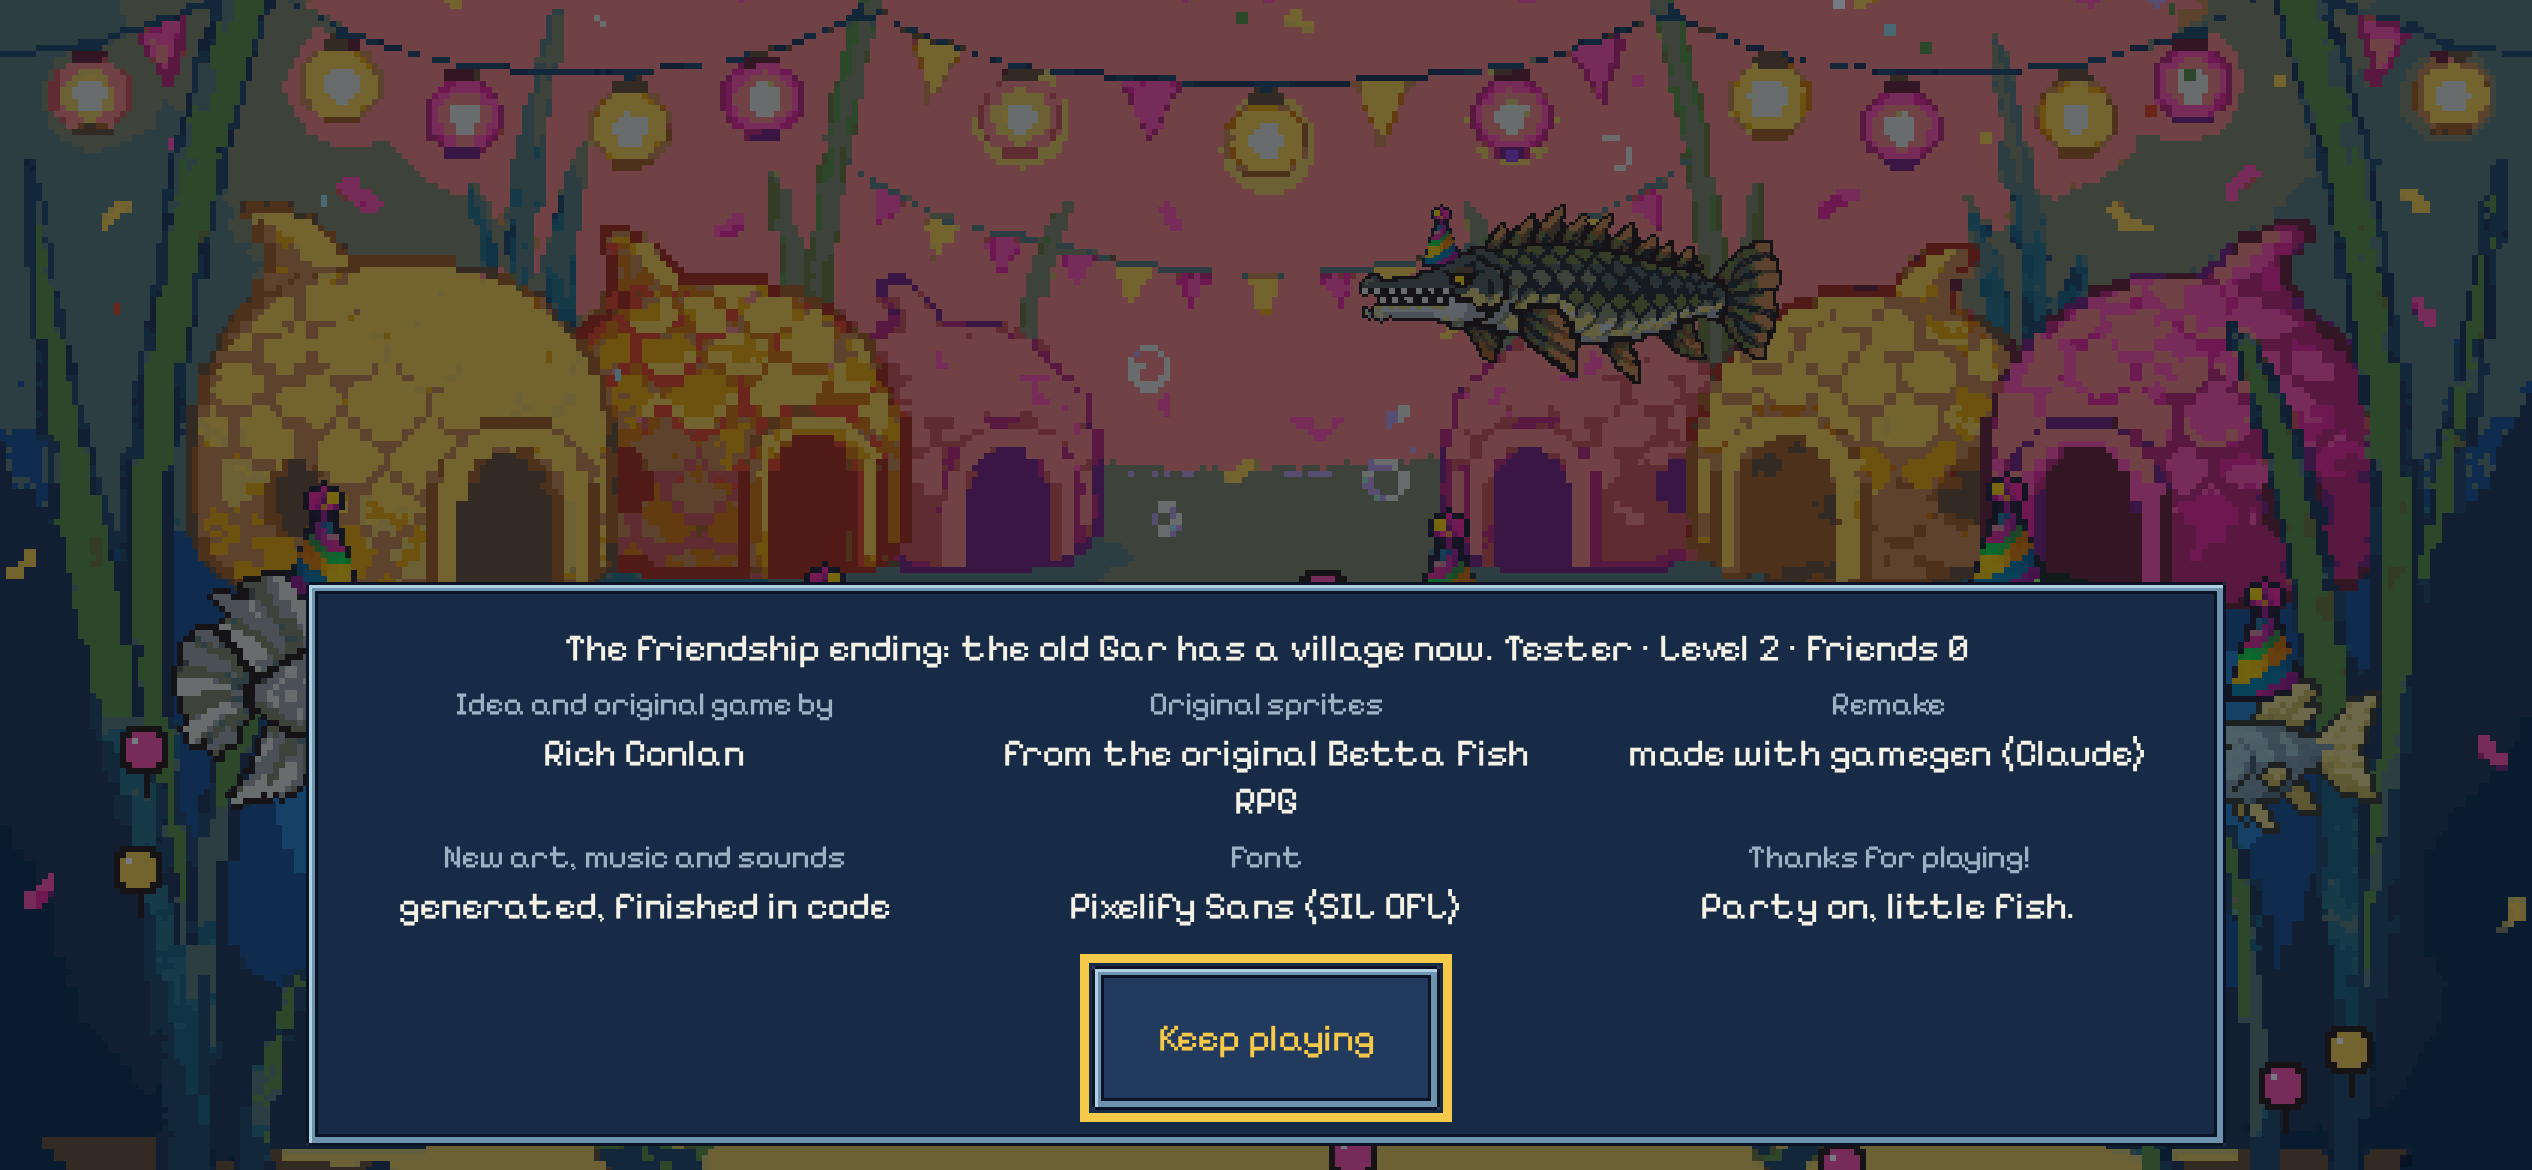 The friendship ending: the old Gar has a village now. Tester · Level 2 · Friends 0
Idea and original game by
Rich Conlan
Original sprites
from the original Betta Fish
RPG
Remake
made with gamegen (Claude)
New art, music and sounds
generated, finished in code
Font
Pixelify Sans (SIL OFL)
Thanks for playing!
Party on, little fish.
Keep playing